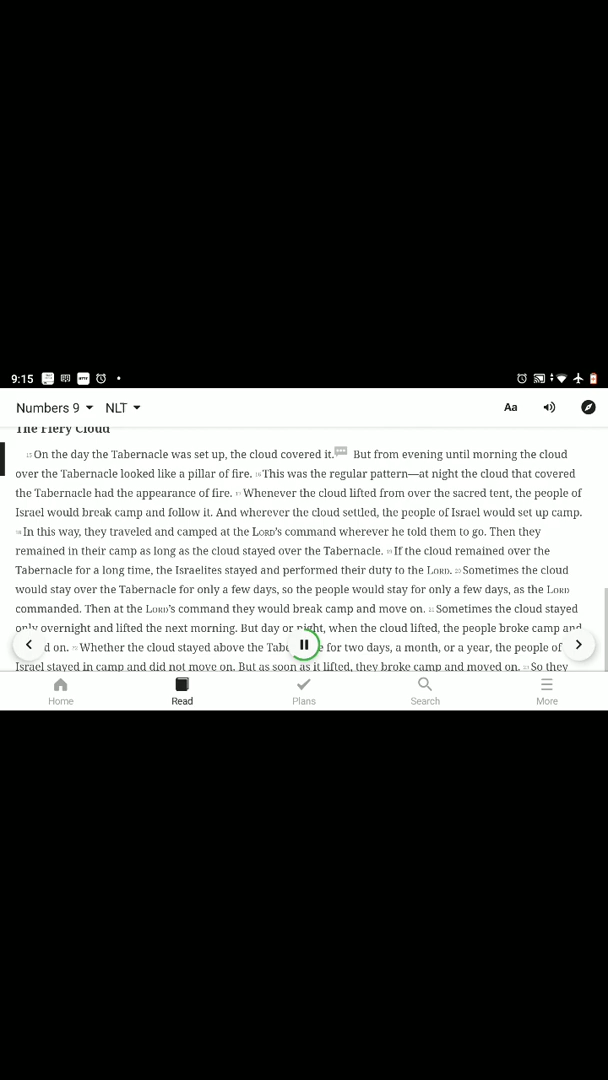 9:15
Numbers 9 NLT Aa
The Fiery Cloud
15 On the day the Tabernacle was set up, the cloud covered it. But from evening until morning the cloud
over the Tabernacle looked like a pillar of fire. 16 This was the regular pattern—at night the cloud that covered
the Tabernacle had the appearance of fire. 17 Whenever the cloud lifted from over the sacred tent, the people of
Israel would break camp and follow it. And wherever the cloud settled, the people of Israel would set up camp.
18 In this way, they traveled and camped at the LORD's command wherever he told them to go. Then they
remained in their camp as long as the cloud stayed over the Tabernacle. 19 If the cloud remained over the
Tabernacle for a long time, the Israelites stayed and performed their duty to the LORD. 20 Sometimes the cloud
would stay over the Tabernacle for only a few days, so the people would stay for only a few days, as the LORD
commanded. Then at the LORD's command they would break camp and move on. 21 Sometimes the cloud stayed
only overnight and lifted the next morning. But day or night, when the cloud lifted, the people broke camp and
d on. 22 Whether the cloud stayed above the Tabe e for two days, a month, or a year, the people of
Israel stayed in camp and did not move on. But as soon as it lifted, they broke camp and moved on. 23 So they
Home Read Plans Search More